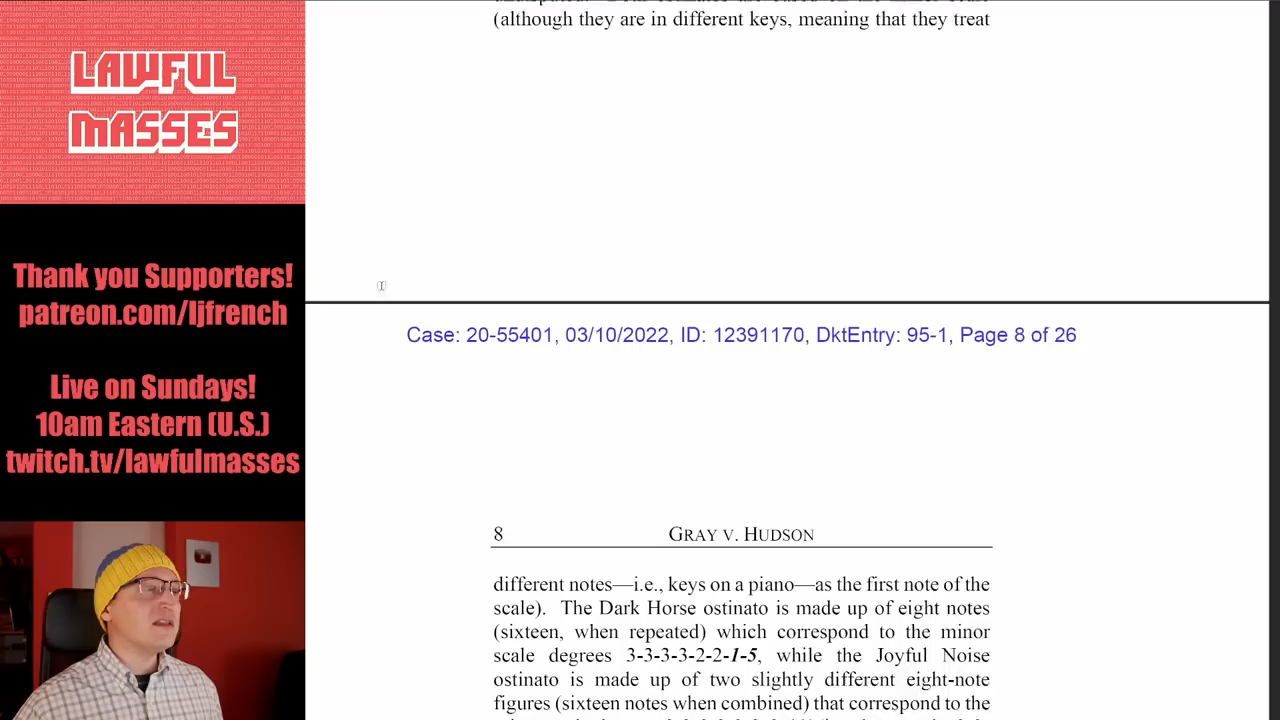 LAWFUL
MASSES
Thank you Supporters!
patreon.com/ljfrench
Live on Sundays!
10am Eastern (U.S.)
twitch.tv/lawfulmasses
(although they are in different keys, meaning that they treat
Case: 20-55401, 03/10/2022, ID: 12391170, DktEntry: 95-1, Page 8 of 26
8 GRAY V. HUDSON
different notes—i.e., keys on a piano—as the first note of the
scale). The Dark Horse ostinato is made up of eight notes
(sixteen, when repeated) which correspond to the minor
scale degrees 3-3-3-3-2-2-1-5, while the Joyful Noise
ostinato is made up of two slightly different eight-note
figures (sixteen notes when combined) that correspond to the